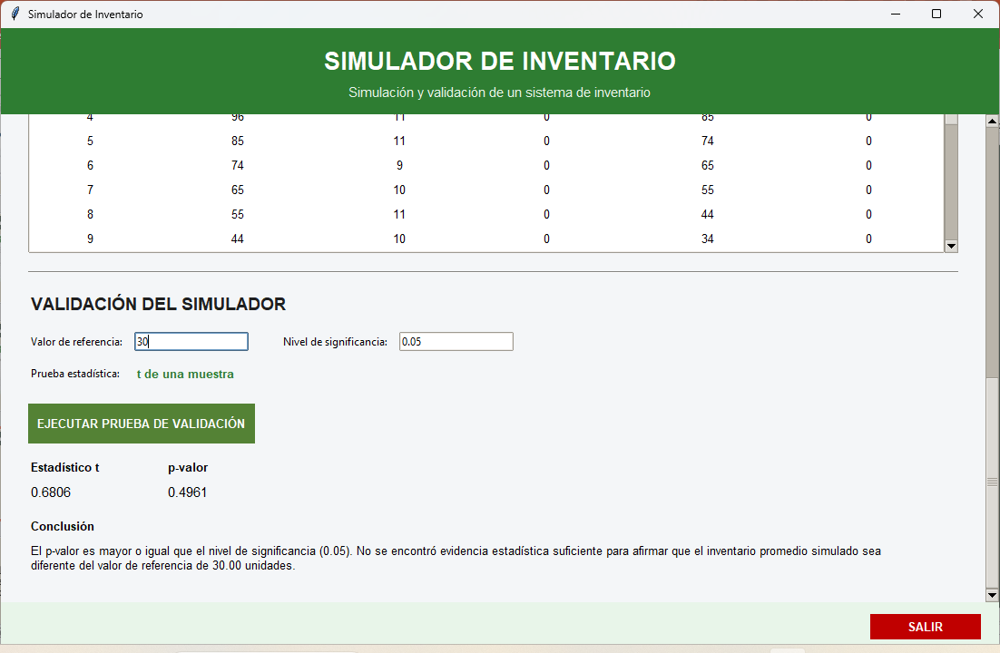 Simulador de Inventario
SIMULADOR DE INVENTARIO
Simulación y validación de un sistema de inventario
4 96 11 0 85 0
5 85 11 0 74 0
6 74 9 0 65 0
7 65 10 0 55 0
8 55 11 0 44 0
9 44 10 0 34 0
VALIDACIÓN DEL SIMULADOR
Valor de referencia: 30 Nivel de significancia: 0.05
Prueba estadística: t de una muestra
EJECUTAR PRUEBA DE VALIDACIÓN
Estadístico t p-valor
0.6806 0.4961
Conclusión
El p-valor es mayor o igual que el nivel de significancia (0.05). No se encontró evidencia estadística suficiente para afirmar que el inventario promedio simulado sea
diferente del valor de referencia de 30.00 unidades.
SALIR